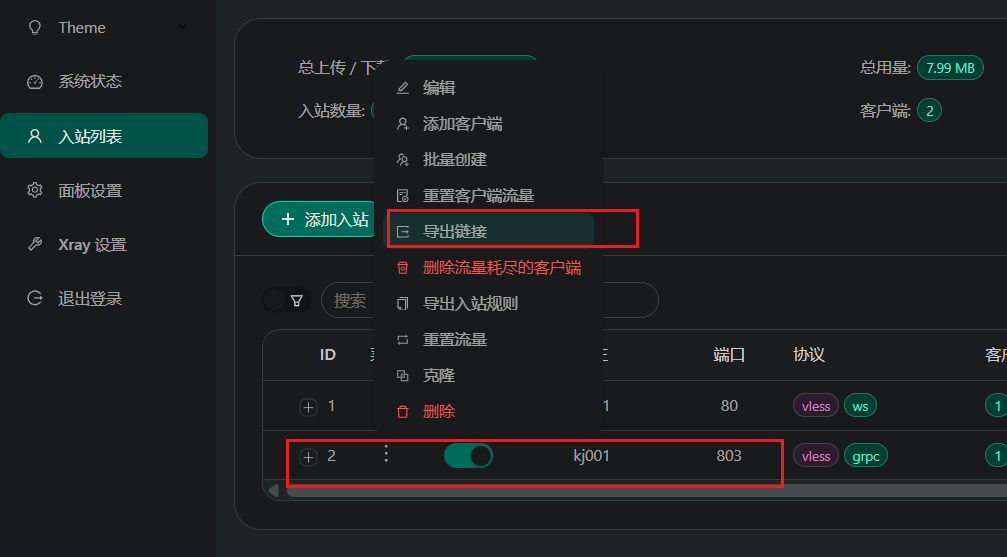 Theme
系统状态
入站列表
面板设置
Xray 设置
退出登录
总上传 / 下
总用量: 7.99 MB
入站数量:
客户端: 2
编辑
添加客户端
批量创建
重置客户端流量
导出链接
删除流量耗尽的客户端
导出入站规则
重置流量
克隆
删除
添加入站
搜索
ID 端口 协议 客
1 1 80 vless ws 1
2 kj001 803 vless grpc 1